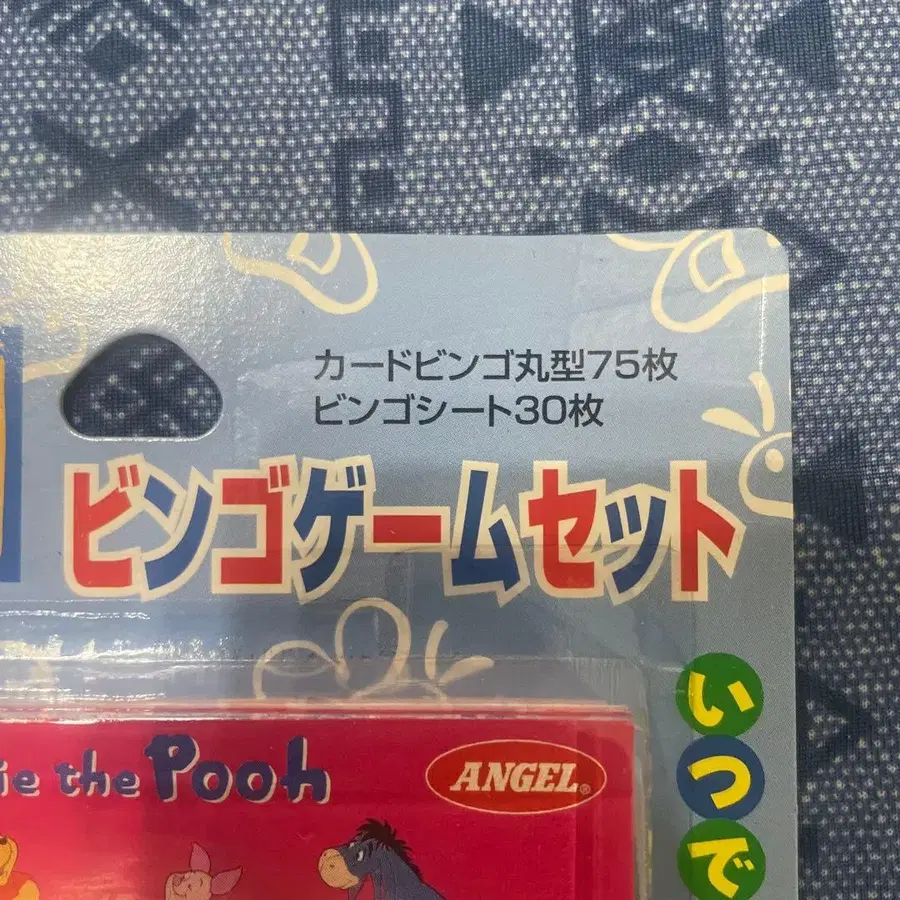 カードビンゴ丸型75枚
ビンゴシート30枚
ビンゴゲームセット
ie the Pooh
ANGEL®
いつで